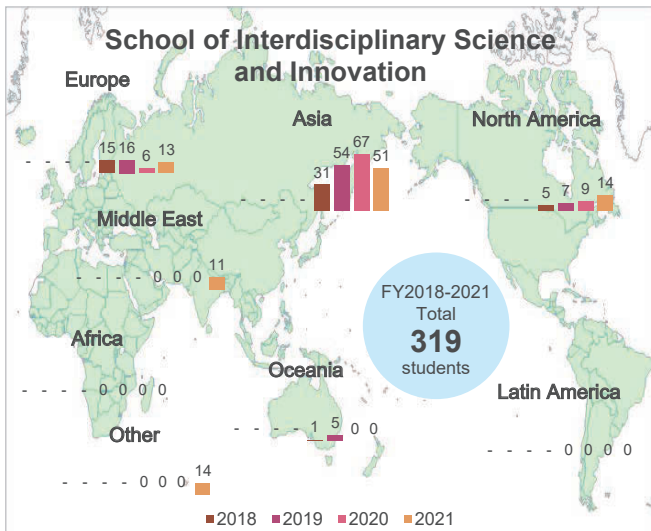 School of Interdisciplinary Science
and Innovation
Europe
15 16 6 13
- - - -
Asia
31 54 67 51
- - - -
North America
5 7 9 14
- - - -
Middle East
- - - - 0 0 0 11
FY2018-2021
Total
319
students
Africa
- - - - 0 0 0 0
Oceania
- - - - 1 5 0 0
Latin America
- - - - 0 0 0 0
Other
- - - - 0 0 0 14
2018 2019 2020 2021